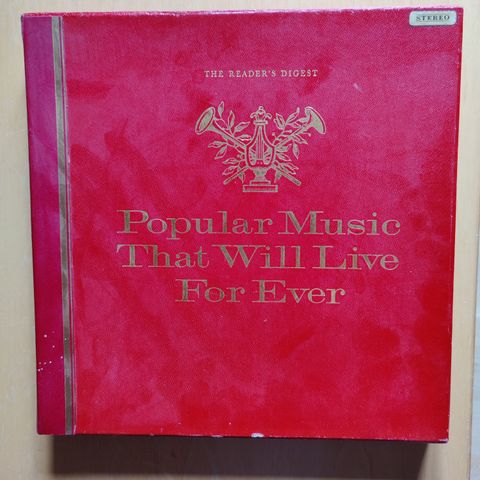 STEREO
THE READER'S DIGEST
Popular Music
That Will Live
For Ever